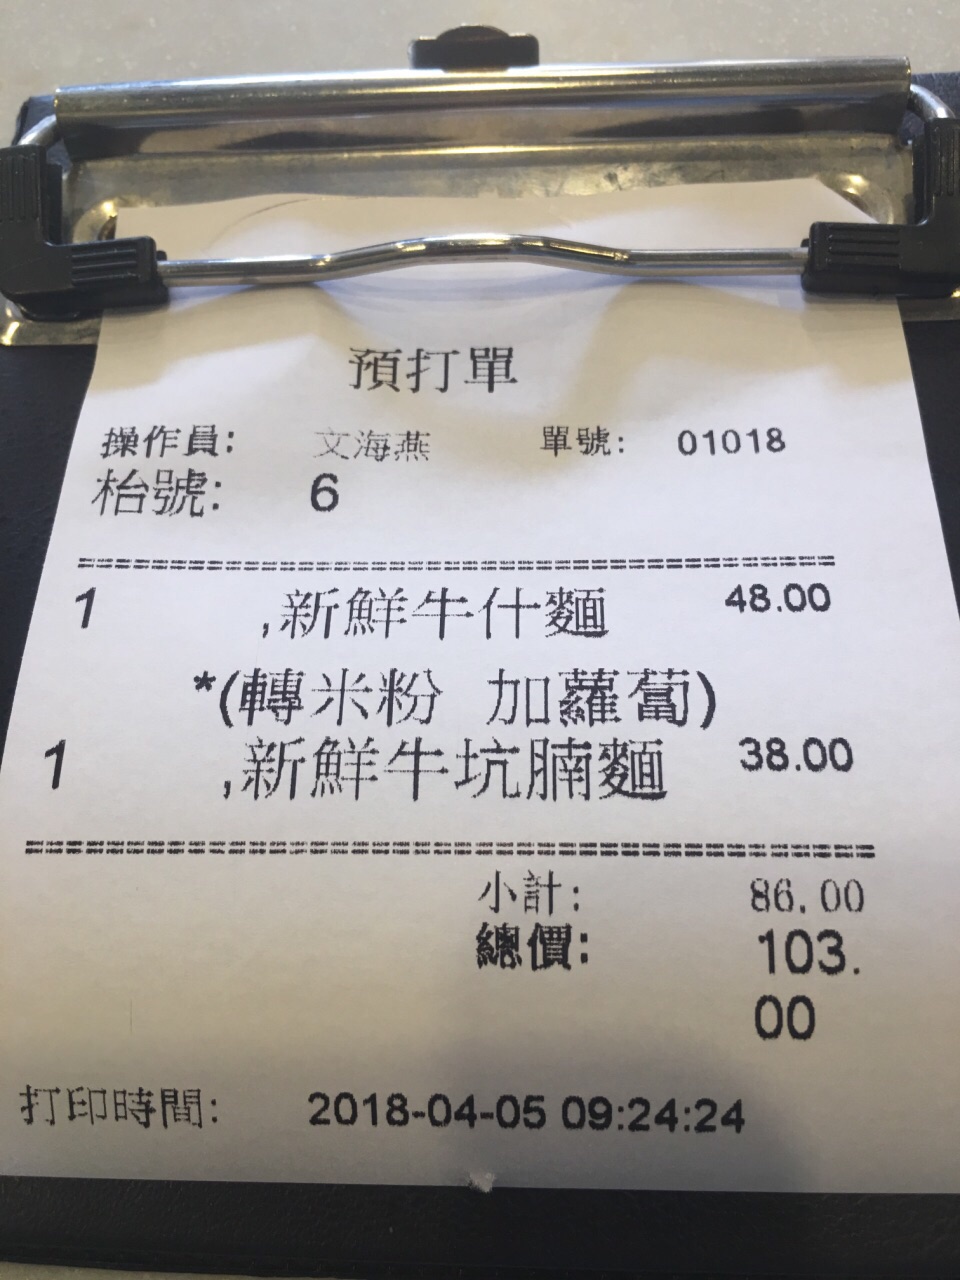 預打單
操作員: 文海燕 單號: 01018
枱號: 6
1 ,新鮮牛什麵 48.00
*(轉米粉 加蘿蔔)
1 ,新鮮牛坑腩麵 38.00
小計: 86.00
總價: 103.
00
打印時間: 2018-04-05 09:24:24